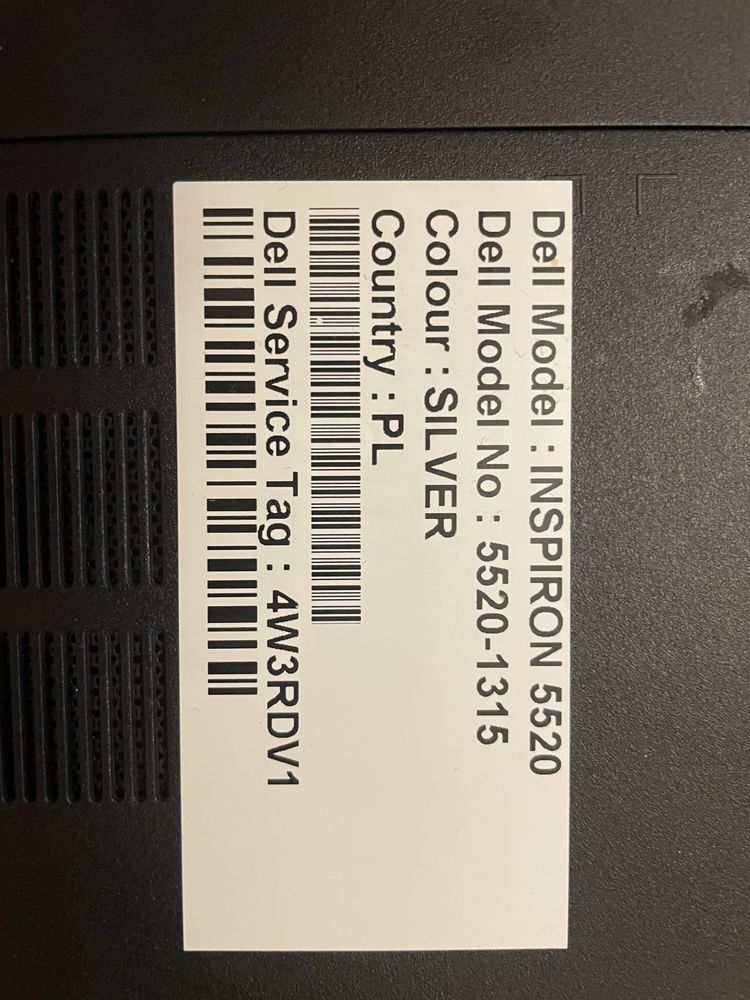 Dell Model : INSPIRON 5520
Dell Model No : 5520-1315
Colour : SILVER
Country : PL
Dell Service Tag : 4W3RDV1